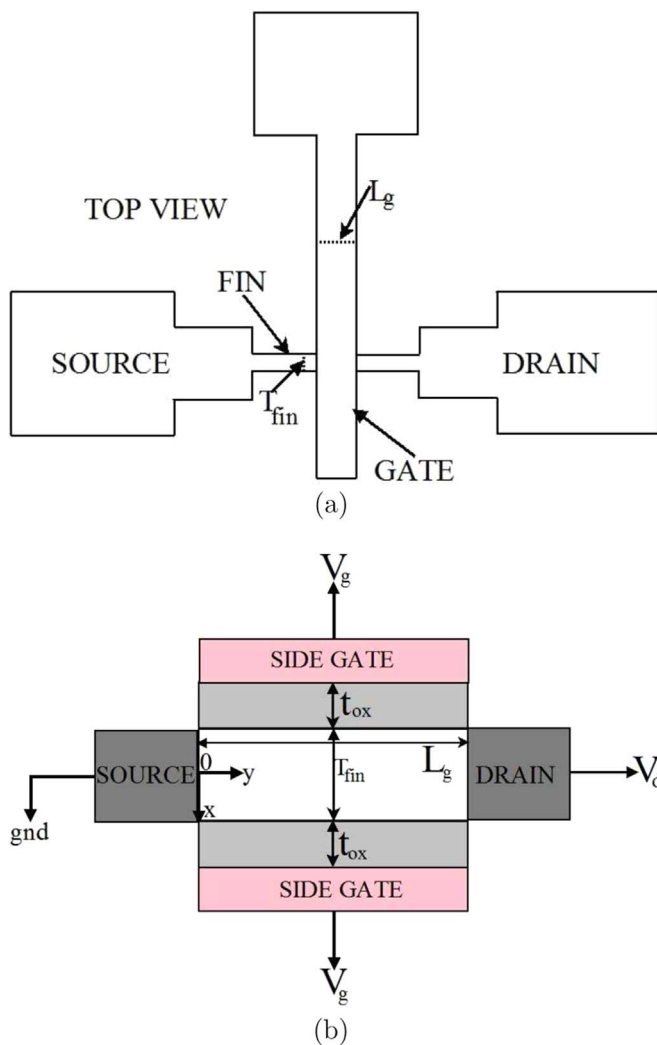 TOP VIEW
Lg
FIN
SOURCE
DRAIN
Tfin
GATE
(a)
Vg
SIDE GATE
tox
SOURCE
0
y
Tfin
Lg
DRAIN
x
gnd
tox
SIDE GATE
Vg
(b)